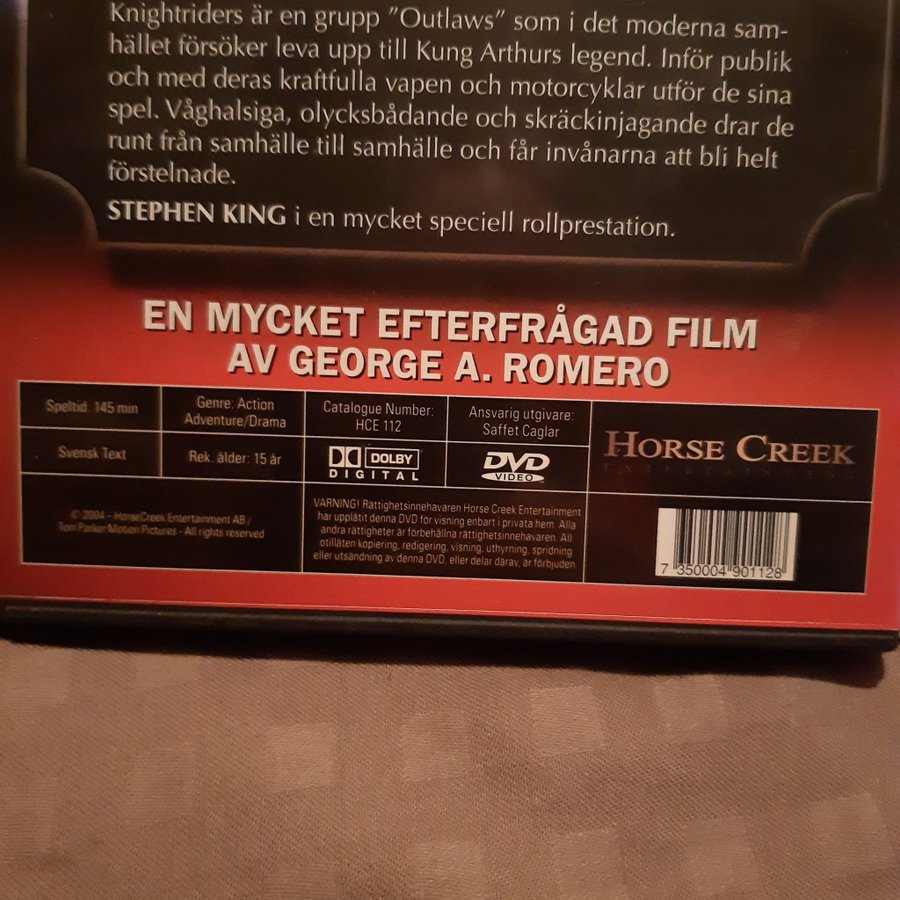 Knightriders är en grupp ”Outlaws” som i det moderna sam-
hället försöker leva upp till Kung Arthurs legend. Inför publik
och med deras kraftfulla vapen och motorcyklar utför de sina
spel. Våghalsiga, olycksbådande och skräckinjagande drar de
runt från samhälle till samhälle och får invånarna att bli helt
förstelnade.
STEPHEN KING i en mycket speciell rollprestation.
EN MYCKET EFTERFRÅGAD FILM
AV GEORGE A. ROMERO
Speltid: 145 min
Genre: Action
Adventure/Drama
Catalogue Number:
HCE 112
Ansvarig utgivare:
Saffet Caglar
HORSE CREEK
ENTERTAINMENT
Svensk Text
Rek. ålder: 15 år
DOLBY
DIGITAL
DVD
VIDEO
© 2004 – HorseCreek Entertainment AB /
Tom Parker Motion Pictures - All rights reserved
VARNING! Rättighetsinnehavaren Horse Creek Entertainment
har upplåtit denna DVD för visning enbart i privata hem. Alla
andra rättigheter är förbehållna rättighetsinnehavaren. All
otillåten kopiering, redigering, visning, uthyrning, spridning
eller utsändning av denna DVD, eller delar därav, är förbjuden.
7 350004 901128